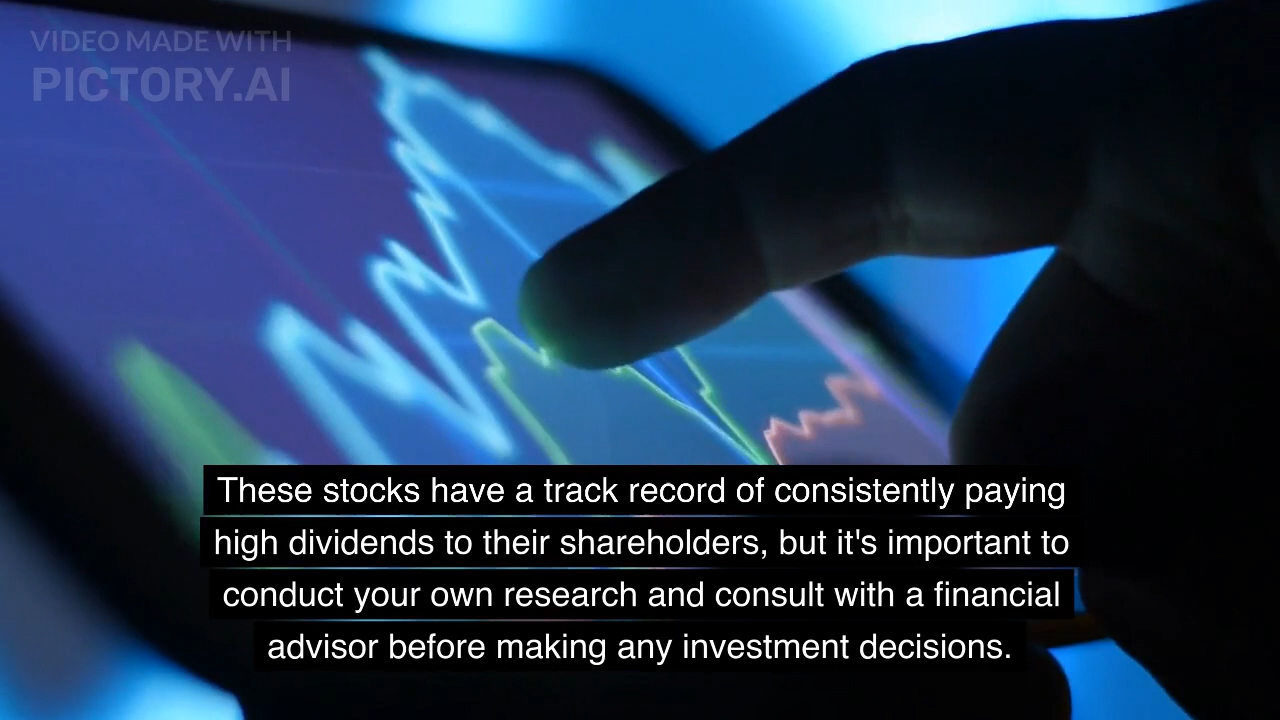 VIDEO MADE WITH
PICTORY.AI
These stocks have a track record of consistently paying
high dividends to their shareholders, but it's important to
conduct your own research and consult with a financial
advisor before making any investment decisions.